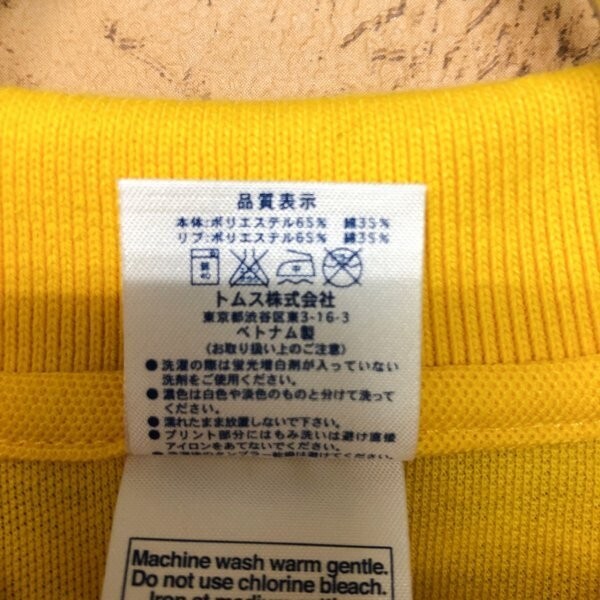 品質表示
本体:ポリエステル65% 綿35%
リブ:ポリエステル65% 綿35%
トムス株式会社
東京都渋谷区東3-16-3
ベトナム製
〈お取り扱い上のご注意〉
●洗濯の際は蛍光増白剤が入っていない
洗剤をご使用ください。
●濃色は白色や淡色のものと分けて洗って
ください。
●濡れたまま放置しないで下さい。
●プリント部分にはもみ洗いは避け直接
アイロンをあてないでください。
Machine wash warm gentle.
Do not use chlorine bleach.
Iron at medium